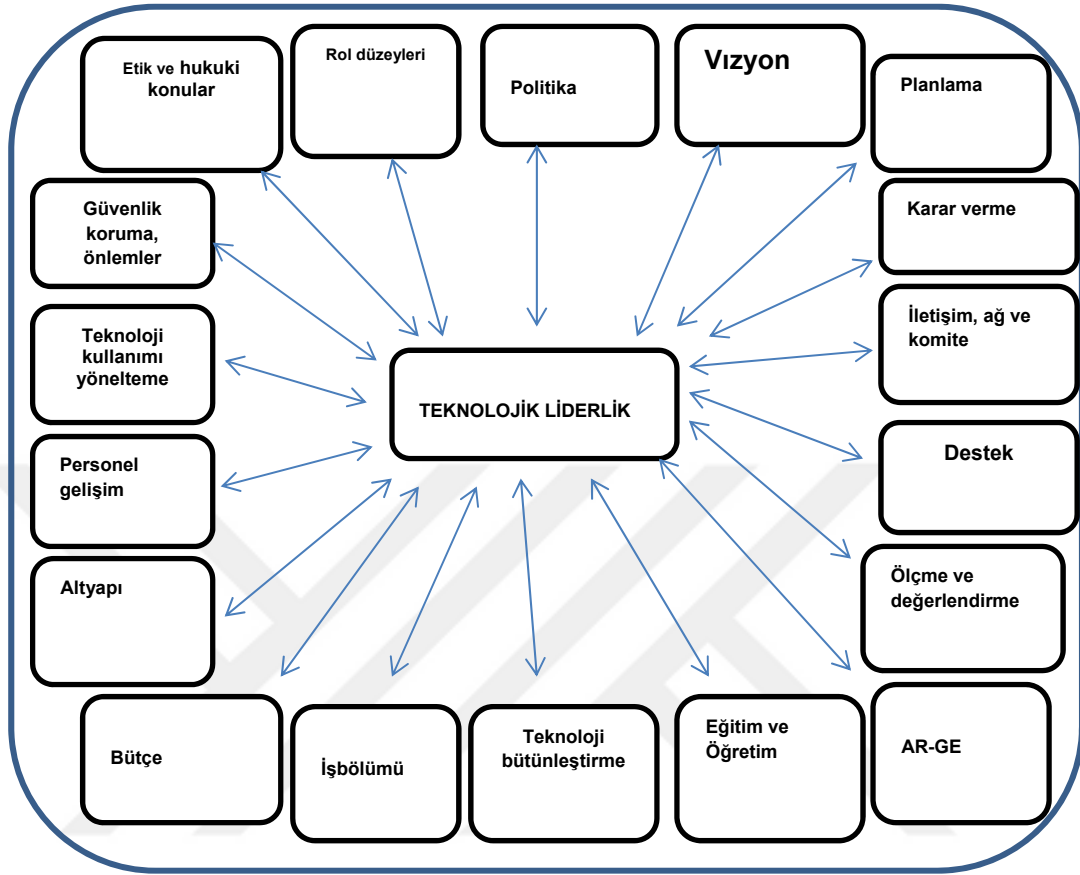 Etik ve hukuki
konular
Rol düzeyleri
Politika
Vızyon
Planlama
Güvenlik
koruma,
önlemler
Karar verme
Teknoloji
kullanımı
yönelteme
İletişim, ağ ve
komite
TEKNOLOJİK LİDERLİK
Personel
gelişim
Destek
Altyapı
Ölçme ve
değerlendirme
Bütçe
İşbölümü
Teknoloji
bütünleştirme
Eğitim ve
Öğretim
AR-GE